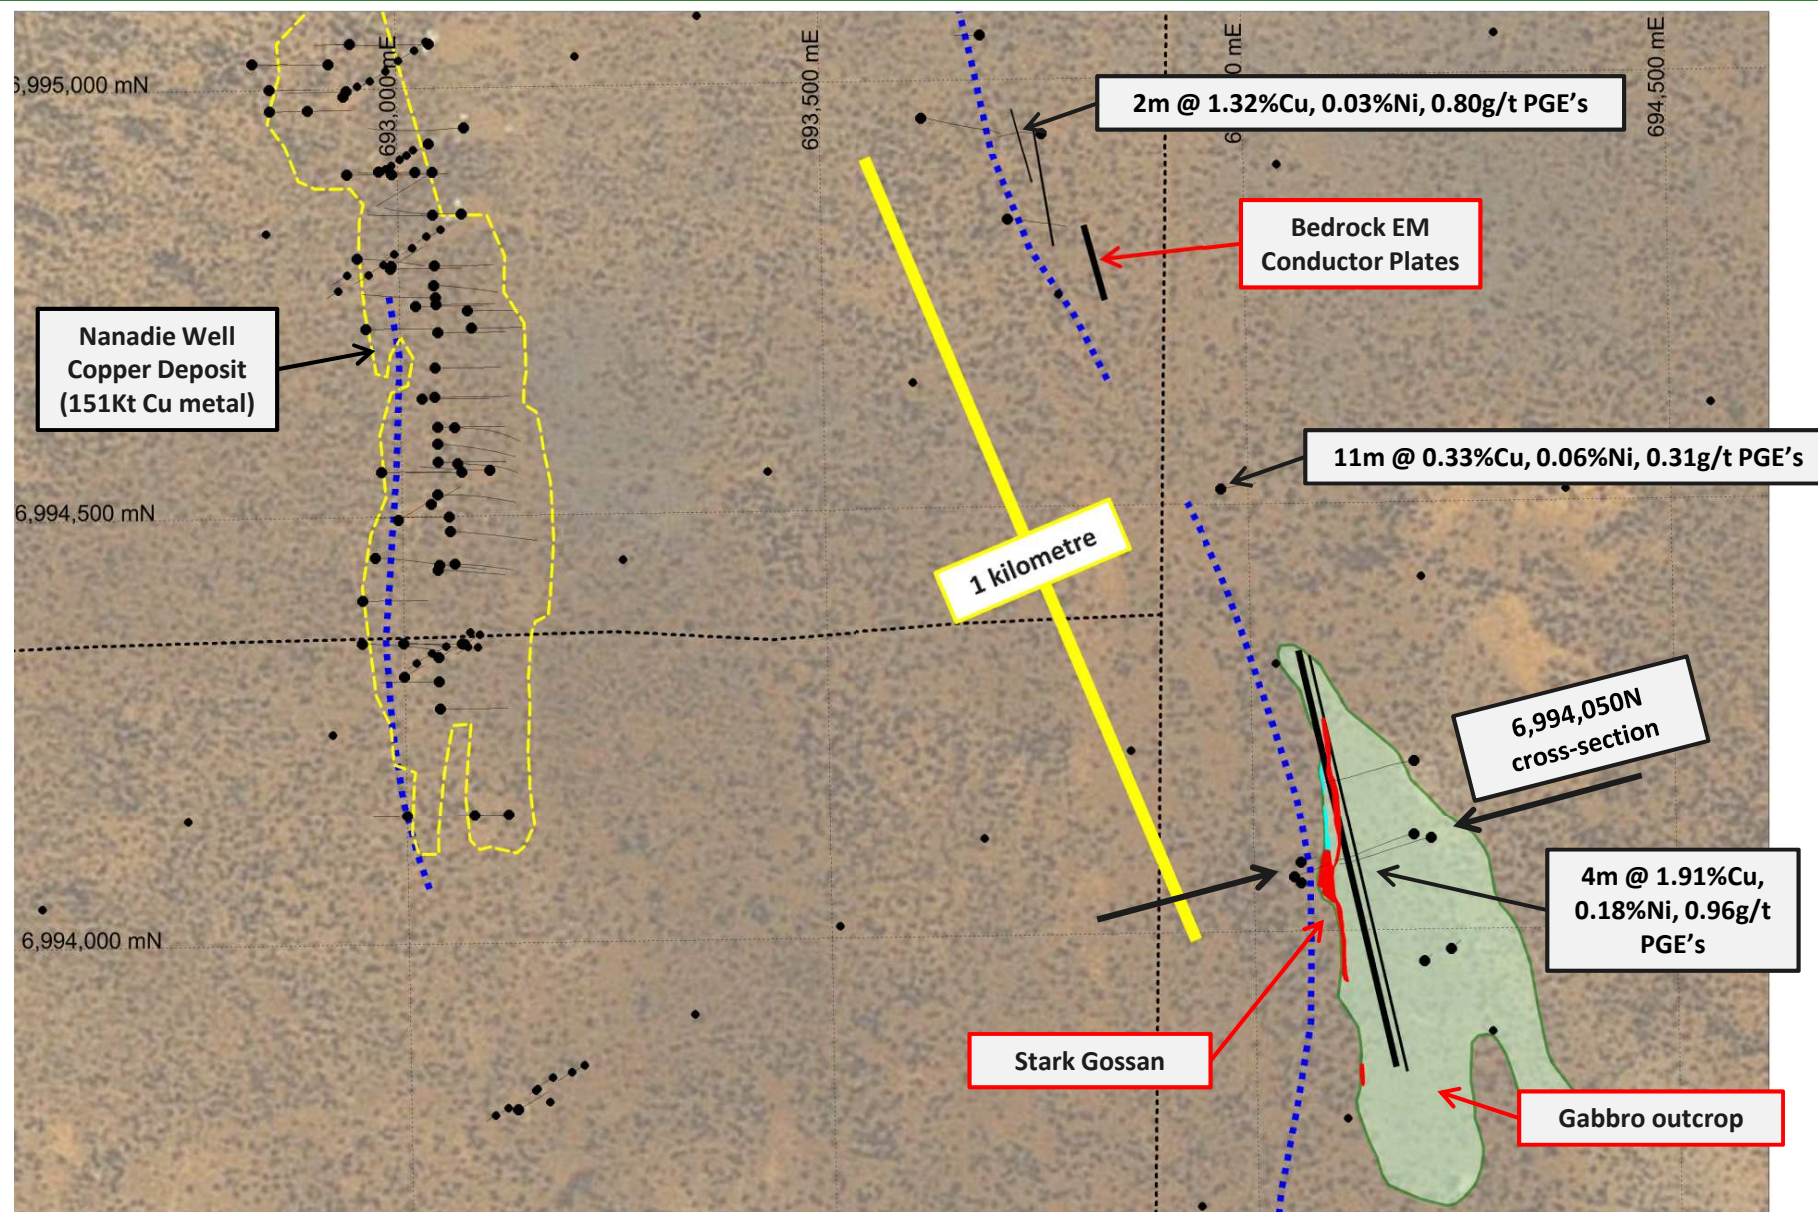 6,995,000 mN
693,000 mE
693,500 mE
mE
694,500 mE
2m @ 1.32%Cu, 0.03%Ni, 0.80g/t PGE's
Bedrock EM
Conductor Plates
Nanadie Well
Copper Deposit
(151Kt Cu metal)
11m @ 0.33%Cu, 0.06%Ni, 0.31g/t PGE's
6,994,500 mN
1 kilometre
6,994,050N
cross-section
4m @ 1.91%Cu,
0.18%Ni, 0.96g/t
PGE's
6,994,000 mN
Stark Gossan
Gabbro outcrop